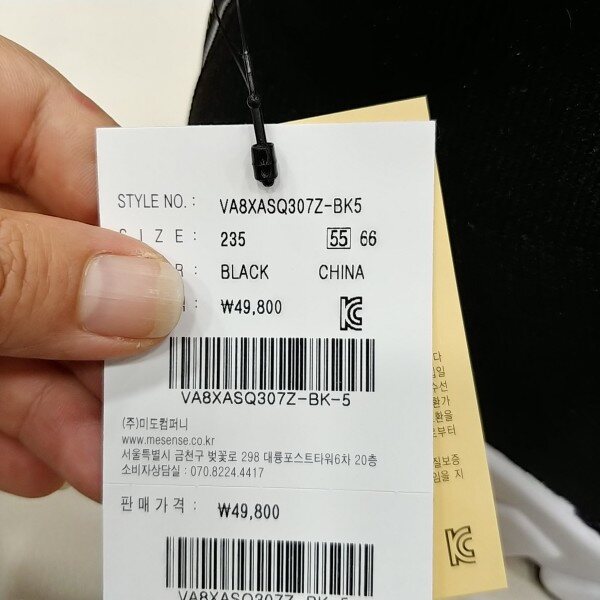 STYLE NO. : VA8XASQ307Z-BK5
SIZE : 235 55 66
BLACK CHINA
₩49,800
VA8XASQ307Z-BK-5
(주)미도컴퍼니
www.mesense.co.kr
서울특별시 금천구 벚꽃로 298 대륭포스트타워6차 20층
소비자상담실 : 070.8224.4417
판매가격 : ₩49,800
VA8XASQ307Z-BK-5